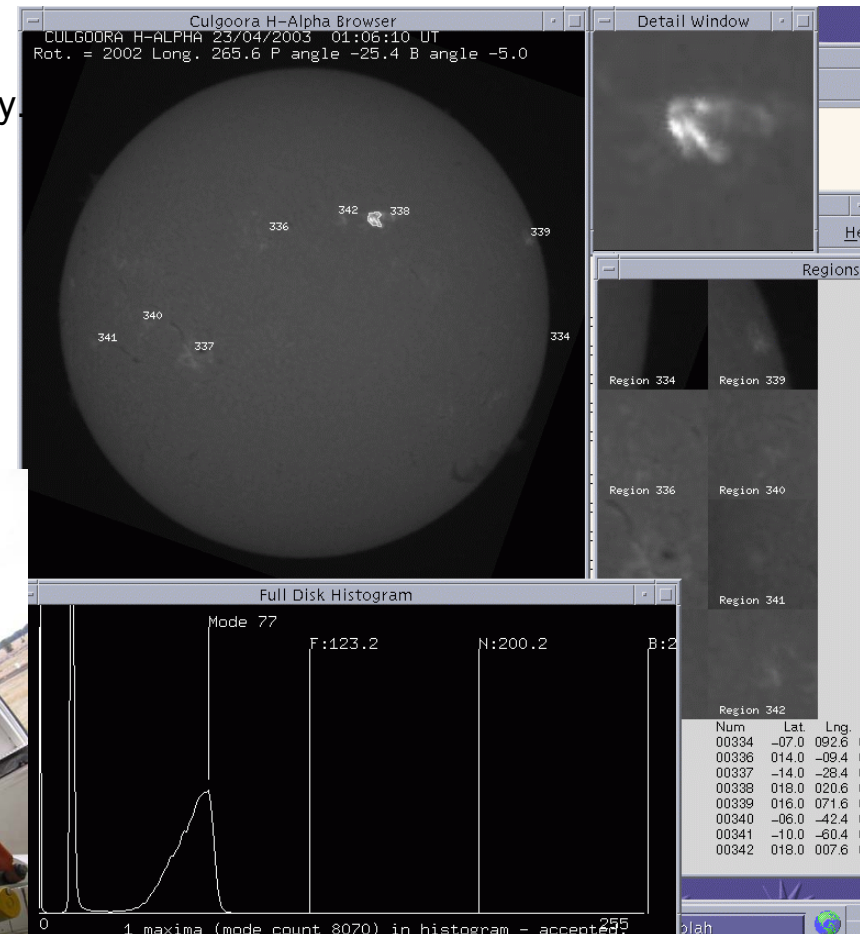 Culgoora H-Alpha Browser
CULGOORA H-ALPHA 23/04/2003 01:06:10 UT
Rot. = 2002 Long. 265.6 P angle -25.4 B angle -5.0
y.
336
342
338
339
340
341
337
334
Detail Window
He
Regions
Region 334
Region 339
Region 336
Region 340
Region 341
Region 342
Num Lat. Lng.
00334 -07.0 092.6
00336 014.0 -09.4
00337 -14.0 -28.4
00338 018.0 020.6
00339 016.0 071.6
00340 -06.0 -42.4
00341 -10.0 -60.4
00342 018.0 007.6
Full Disk Histogram
Mode 77
F:123.2
N:200.2
B:2
0
255
1 maxima (mode count 8070) in histogram - accepted.
blah